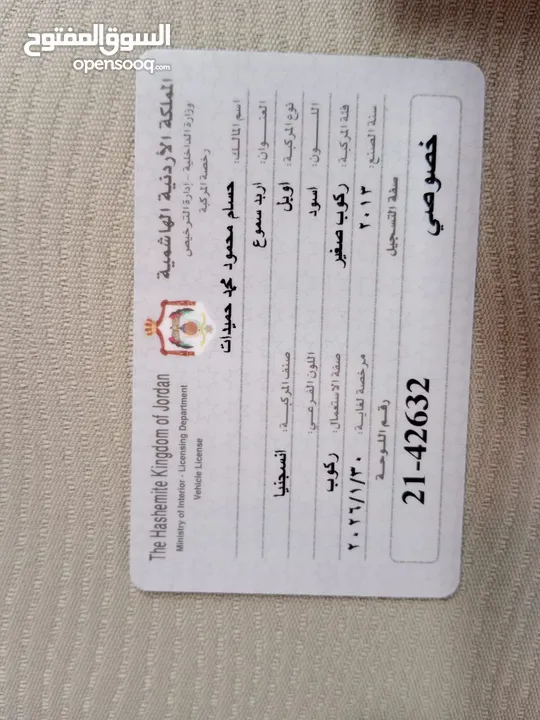 السوق المفتوح
opensooq.com
المملكة الأردنية الهاشمية
The Hashemite Kingdom of Jordan
وزارة الداخلية - إدارة الترخيص
Ministry of Interior - Licensing Department
رخصة المركبة
Vehicle License
اسم المالك: حسام محمود محمد حميدات
العنوان: اربد سموع
نوع المركبة: اوبل صنف المركبة: انسجنيا
اللون: اسود اللون الفرعي:
فئة المركبة: ركوب صغير صفة الاستعمال: ركوب
سنة الصنع: ٢٠١٣ مرخصة لغاية: ٢٠٢٦/١/٣٠
صفة التسجيل رقم اللوحة
خصوصي 21-42632